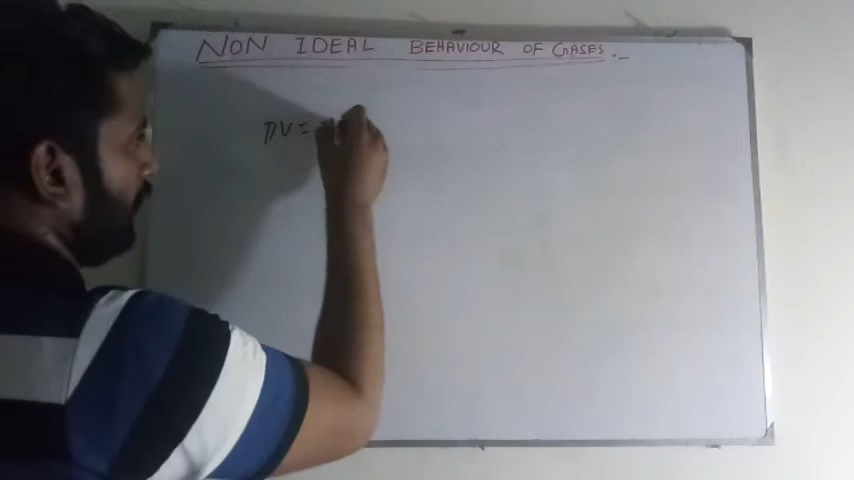 NON IDEAL BEHAVIOUR OF GASES :-
PV =